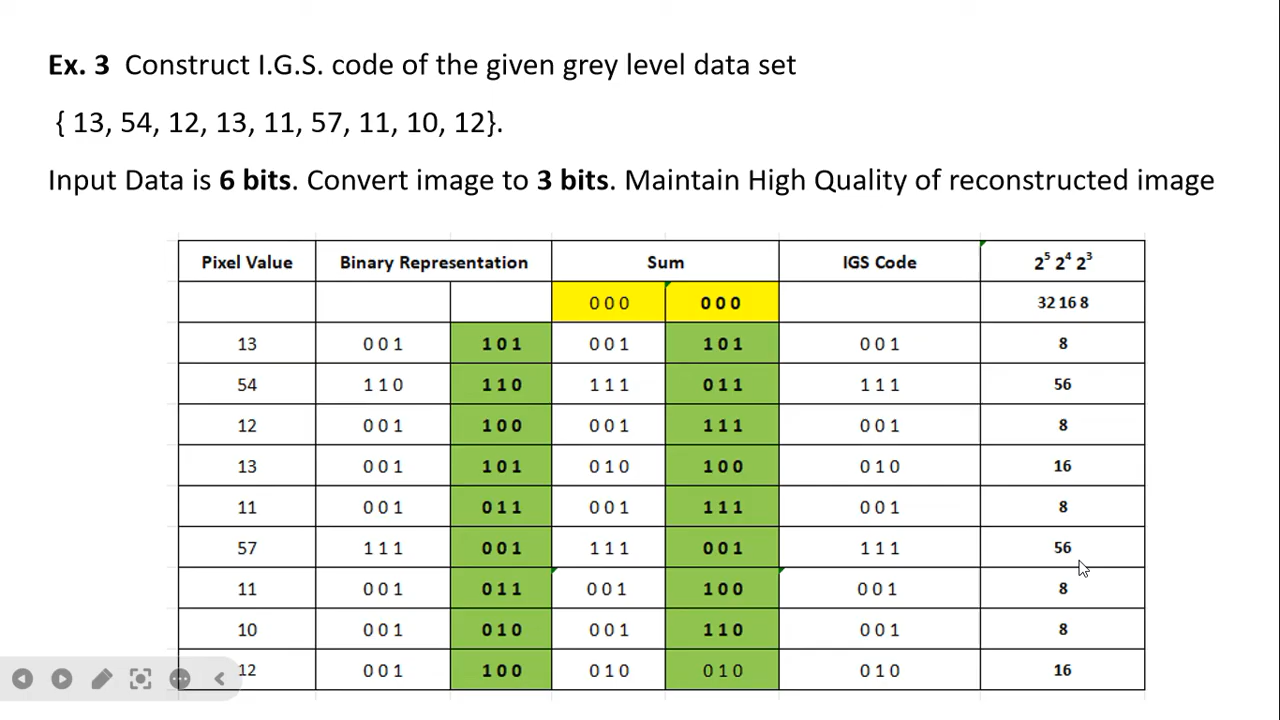 Ex. 3 Construct I.G.S. code of the given grey level data set
{ 13, 54, 12, 13, 11, 57, 11, 10, 12}.
Input Data is 6 bits. Convert image to 3 bits. Maintain High Quality of reconstructed image
Pixel Value Binary Representation Sum IGS Code 2⁵ 2⁴ 2³
0 0 0 0 0 0 32 16 8
13 0 0 1 1 0 1 0 0 1 1 0 1 0 0 1 8
54 1 1 0 1 1 0 1 1 1 0 1 1 1 1 1 56
12 0 0 1 1 0 0 0 0 1 1 1 1 0 0 1 8
13 0 0 1 1 0 1 0 1 0 1 0 0 0 1 0 16
11 0 0 1 0 1 1 0 0 1 1 1 1 0 0 1 8
57 1 1 1 0 0 1 1 1 1 0 0 1 1 1 1 56
11 0 0 1 0 1 1 0 0 1 1 0 0 0 0 1 8
10 0 0 1 0 1 0 0 0 1 1 1 0 0 0 1 8
12 0 0 1 1 0 0 0 1 0 0 1 0 0 1 0 16